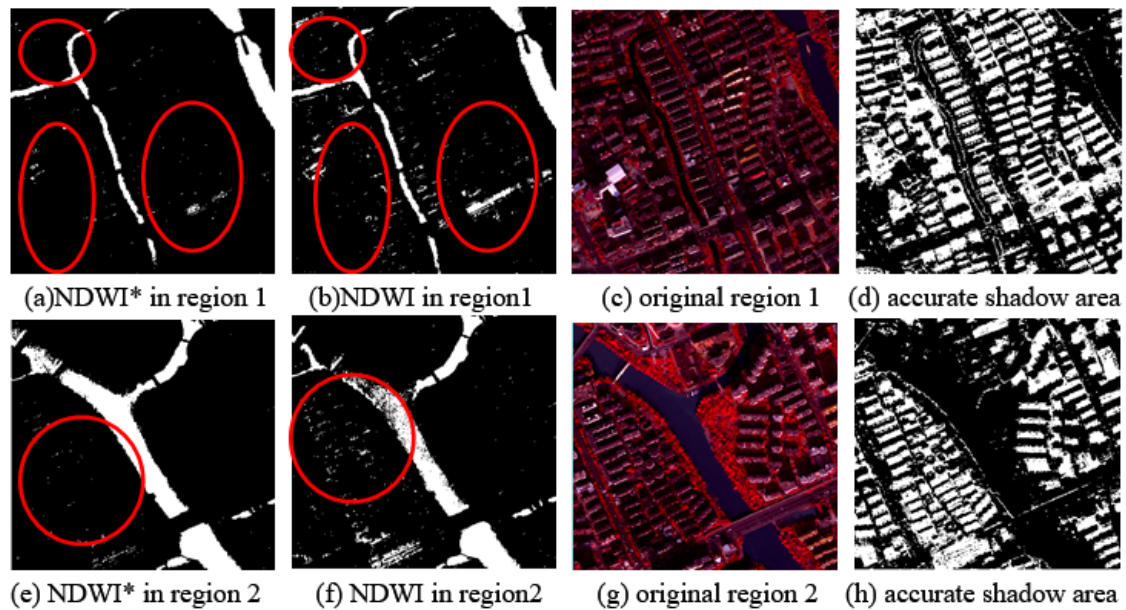 (a)NDWI* in region 1 (b)NDWI in region1 (c) original region 1 (d) accurate shadow area
(e) NDWI* in region 2 (f) NDWI in region2 (g) original region 2 (h) accurate shadow area